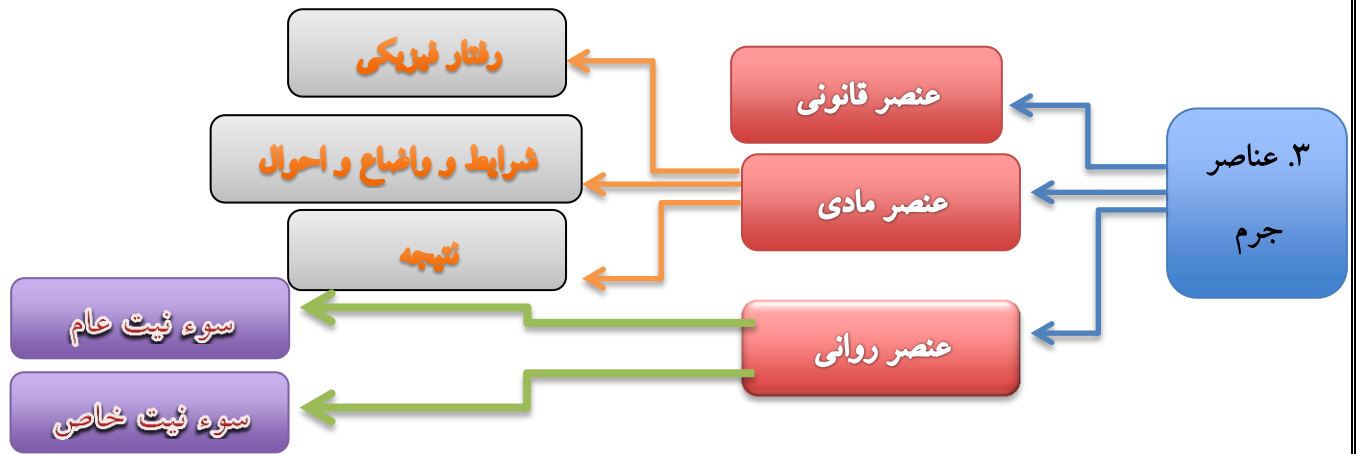 ۳. عناصر
جرم
عنصر قانونی
عنصر مادی
عنصر روانی
رفتار فیزیکی
شرایط و واضاع و احوال
نتیجه
سوء نیت عام
سوء نیت خاص